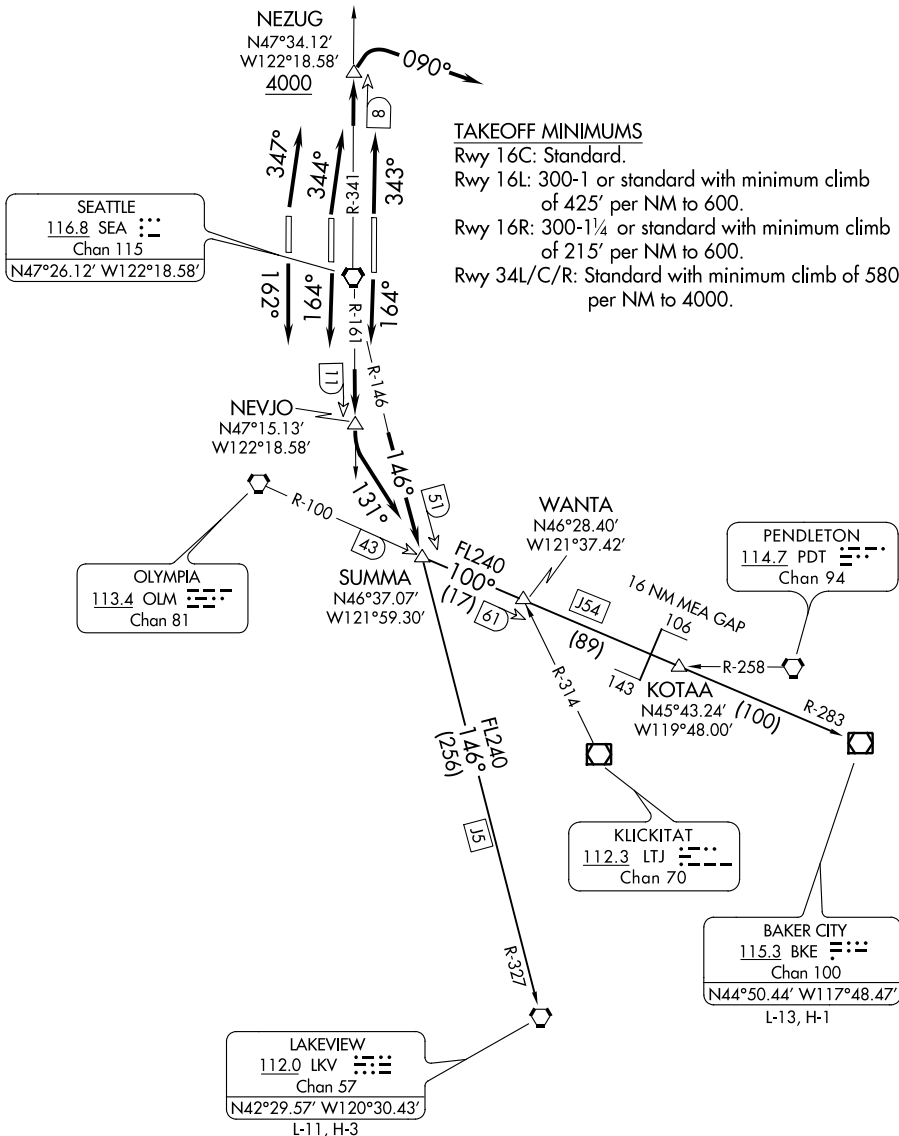 NEZUG
N47°34.12'
W122°18.58'
4000
090°
8
347°
344°
R-341
343°
TAKEOFF MINIMUMS
Rwy 16C: Standard.
Rwy 16L: 300-1 or standard with minimum climb
of 425' per NM to 600.
Rwy 16R: 300-1¼ or standard with minimum climb
of 215' per NM to 600.
Rwy 34L/C/R: Standard with minimum climb of 580
per NM to 4000.
SEATTLE
116.8 SEA
Chan 115
N47°26.12' W122°18.58'
162°
164°
R-161
164°
11
R-146
NEVJO
N47°15.13'
W122°18.58'
146°
131°
51
R-100
43
OLYMPIA
113.4 OLM
Chan 81
SUMMA
N46°37.07'
W121°59.30'
FL240
100°
(17)
61
WANTA
N46°28.40'
W121°37.42'
J54
(89)
16 NM MEA GAP
106
143
PENDLETON
114.7 PDT
Chan 94
R-258
KOTAA
N45°43.24'
W119°48.00'
(100)
R-283
R-314
FL240
146°
(256)
J5
KLICKITAT
112.3 LTJ
Chan 70
BAKER CITY
115.3 BKE
Chan 100
N44°50.44' W117°48.47'
L-13, H-1
R-327
LAKEVIEW
112.0 LKV
Chan 57
N42°29.57' W120°30.43'
L-11, H-3